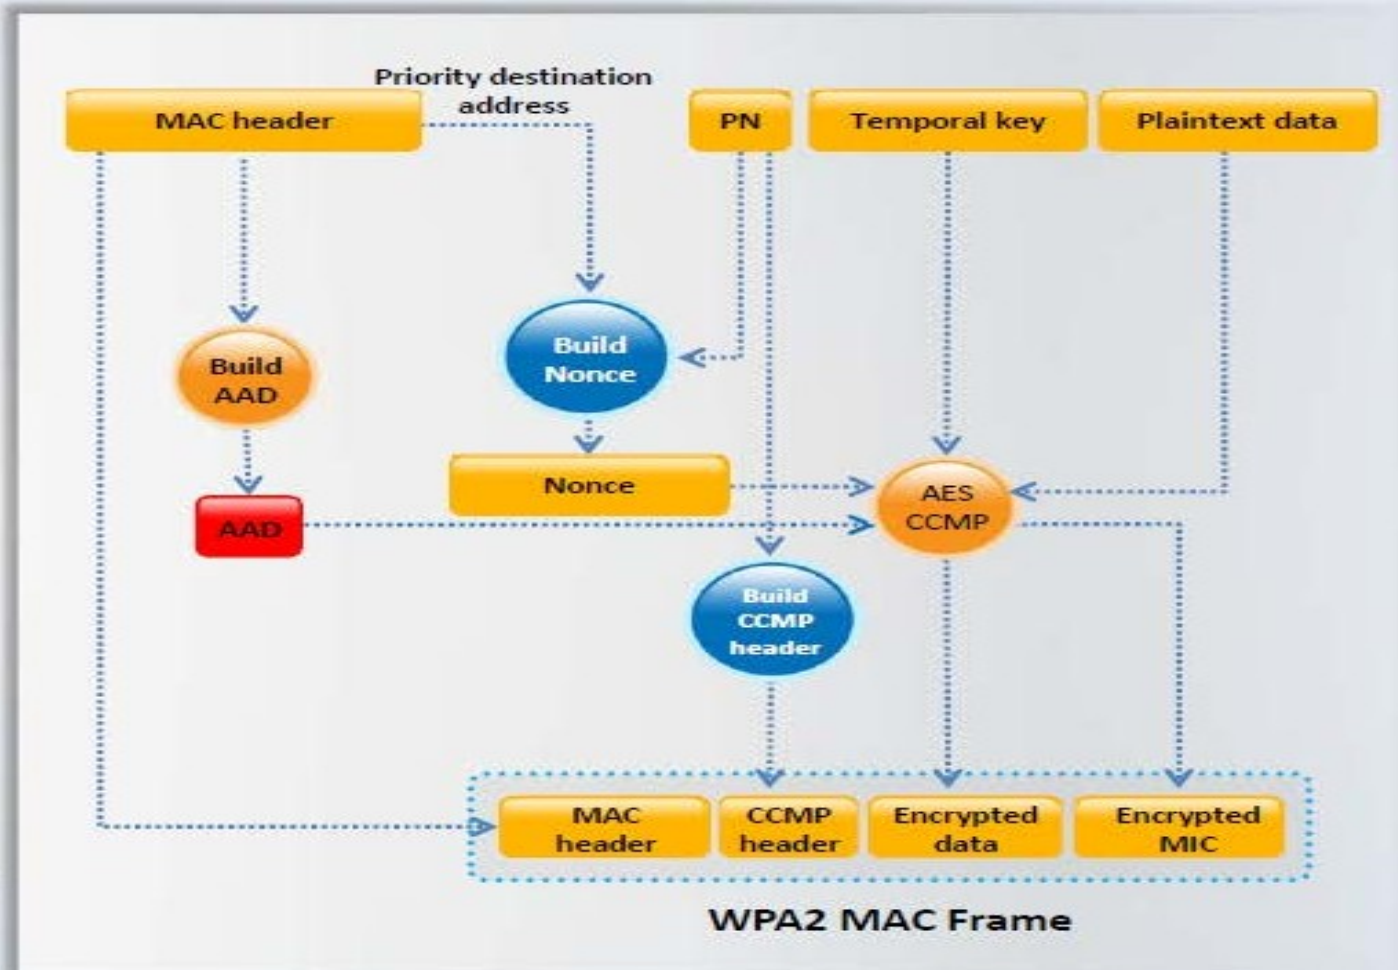 Priority destination
address
MAC header
PN
Temporal key
Plaintext data
Build
AAD
Build
Nonce
Nonce
AES
CCMP
AAD
Build
CCMP
header
MAC
header
CCMP
header
Encrypted
data
Encrypted
MIC
WPA2 MAC Frame